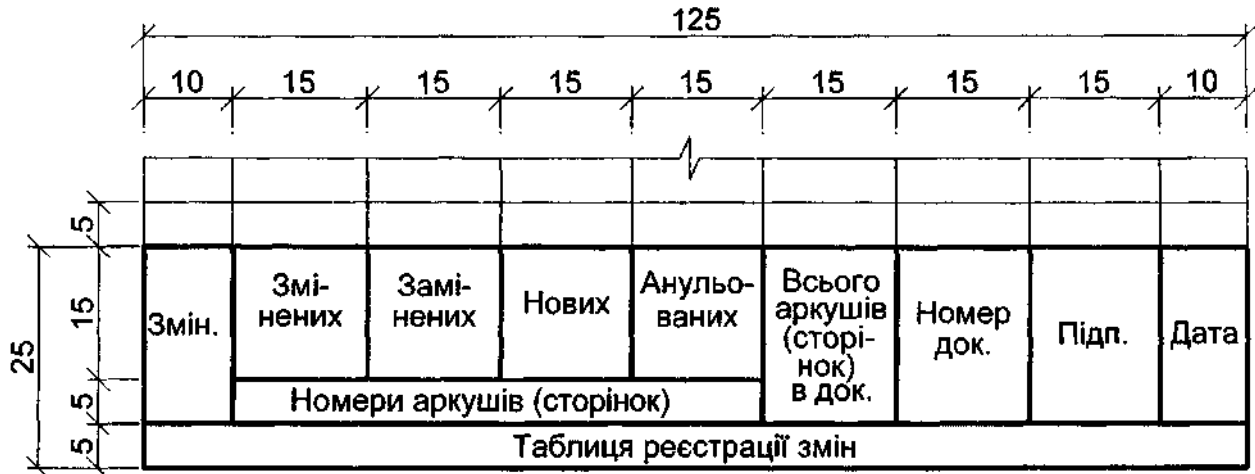 125
10 15 15 15 15 15 15 15 10
5
25
15
5
5
Змін.
Змі-
нених
Замі-
нених
Нових
Анульо-
ваних
Всього
аркушів
(сторі-
нок)
в док.
Номер
док.
Підп.
Дата
Номери аркушів (сторінок)
Таблиця реєстрації змін